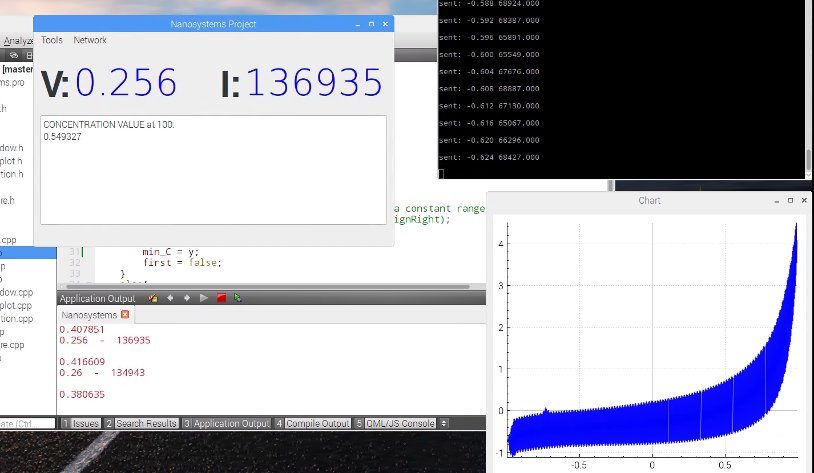 Nanosystems Project
Tools Network
V: 0.256 I: 136935
CONCENTRATION VALUE at 100:
0.549327
sent: -0.588 68924.000
sent: -0.592 68387.000
sent: -0.596 65891.000
sent: -0.600 65549.000
sent: -0.604 67676.000
sent: -0.608 68887.000
sent: -0.612 67130.000
sent: -0.616 65067.000
sent: -0.620 66296.000
sent: -0.624 68427.000
Analyze
[master
ms.pro
.h
dow.h
plot.h
tion.h
re.h
.cpp
p
dow.cpp
plot.cpp
tion.cpp
p
re.cpp
a constant range
ignRight);
31 min_C = y;
32 first = false;
33 }
Application Output
Nanosystems
0.407851
0.256 - 136935
0.416609
0.26 - 134943
0.380635
ate (Ctrl...
1 Issues 2 Search Results 3 Application Output 4 Compile Output 5 QML/JS Console
Chart
4
3
2
1
0
-1
-0.5 0 0.5